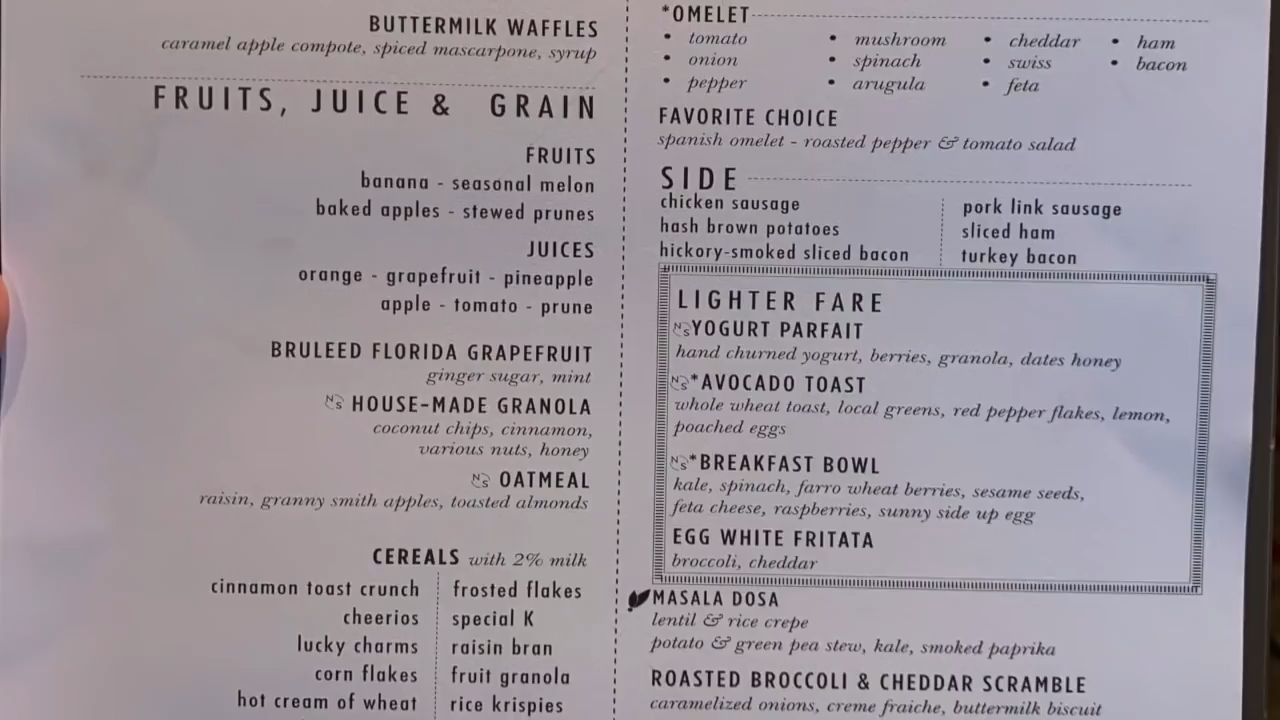 BUTTERMILK WAFFLES
caramel apple compote, spiced mascarpone, syrup
FRUITS, JUICE & GRAIN
FRUITS
banana - seasonal melon
baked apples - stewed prunes
JUICES
orange - grapefruit - pineapple
apple - tomato - prune
BRULEED FLORIDA GRAPEFRUIT
ginger sugar, mint
NS HOUSE-MADE GRANOLA
coconut chips, cinnamon,
various nuts, honey
NS OATMEAL
raisin, granny smith apples, toasted almonds
CEREALS with 2% milk
cinnamon toast crunch
cheerios
lucky charms
corn flakes
hot cream of wheat
frosted flakes
special K
raisin bran
fruit granola
rice krispies
*OMELET
• tomato
• onion
• pepper
• mushroom
• spinach
• arugula
• cheddar
• swiss
• feta
• ham
• bacon
FAVORITE CHOICE
spanish omelet - roasted pepper & tomato salad
SIDE
chicken sausage
hash brown potatoes
hickory-smoked sliced bacon
pork link sausage
sliced ham
turkey bacon
LIGHTER FARE
NS YOGURT PARFAIT
hand churned yogurt, berries, granola, dates honey
NS *AVOCADO TOAST
whole wheat toast, local greens, red pepper flakes, lemon,
poached eggs
NS *BREAKFAST BOWL
kale, spinach, farro wheat berries, sesame seeds,
feta cheese, raspberries, sunny side up egg
EGG WHITE FRITATA
broccoli, cheddar
MASALA DOSA
lentil & rice crepe
potato & green pea stew, kale, smoked paprika
ROASTED BROCCOLI & CHEDDAR SCRAMBLE
caramelized onions, creme fraiche, buttermilk biscuit